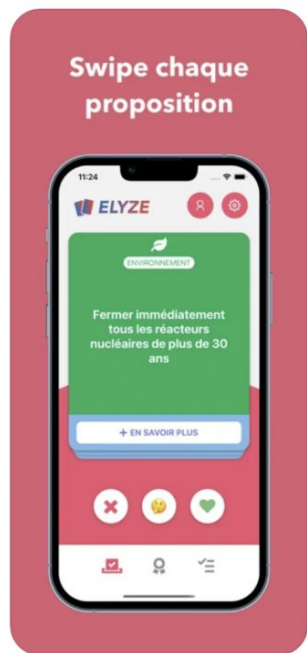 Swipe chaque
proposition
11:24
ELYZE
ENVIRONNEMENT
Fermer immédiatement
tous les réacteurs
nucléaires de plus de 30
ans
+ EN SAVOIR PLUS